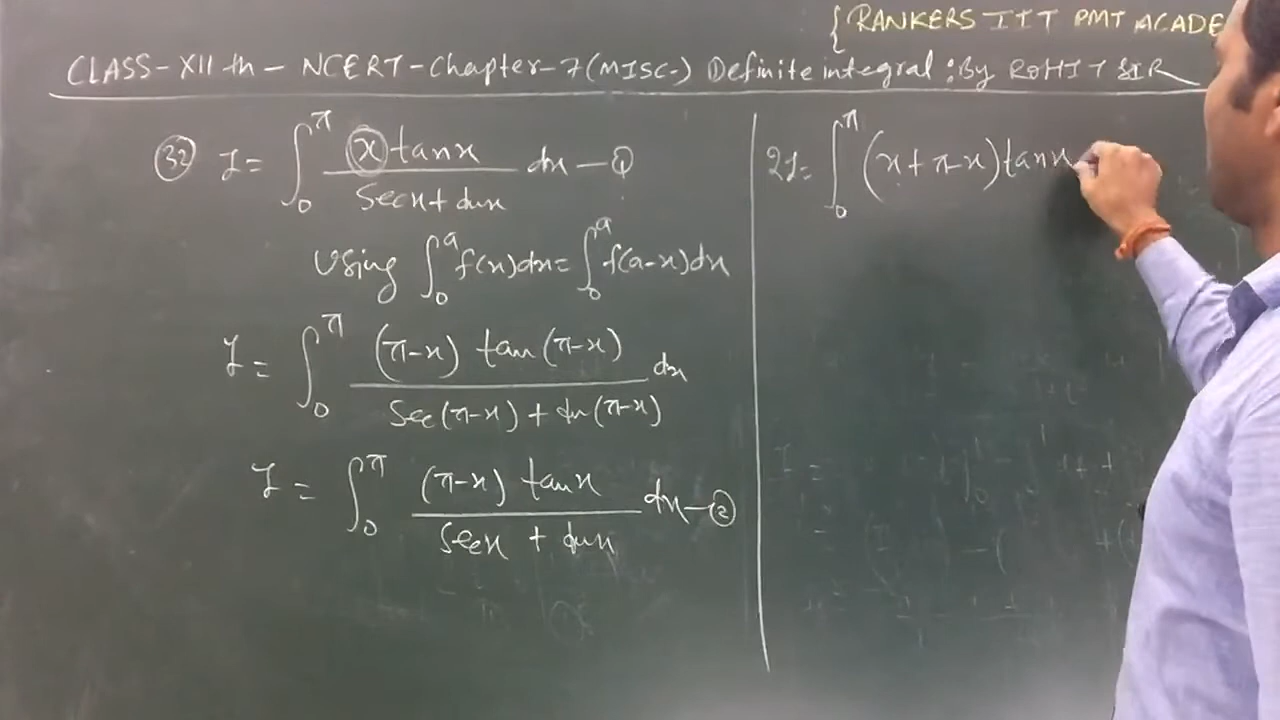 {RANKERS IIT PMT ACADE
CLASS-XII th - NCERT-Chapter-7(MISC.) Definite integral: By ROHIT SIR
(32) I = ∫₀^π x tanx / secx + tanx dx — ①
Using ∫₀^a f(x)dx = ∫₀^a f(a-x)dx
I = ∫₀^π (π-x) tan(π-x) / Sec(π-x) + tan(π-x) dx
I = ∫₀^π (π-x) tanx / secx + tanx dx — ②
2I = ∫₀^π (x+π-x)tanx